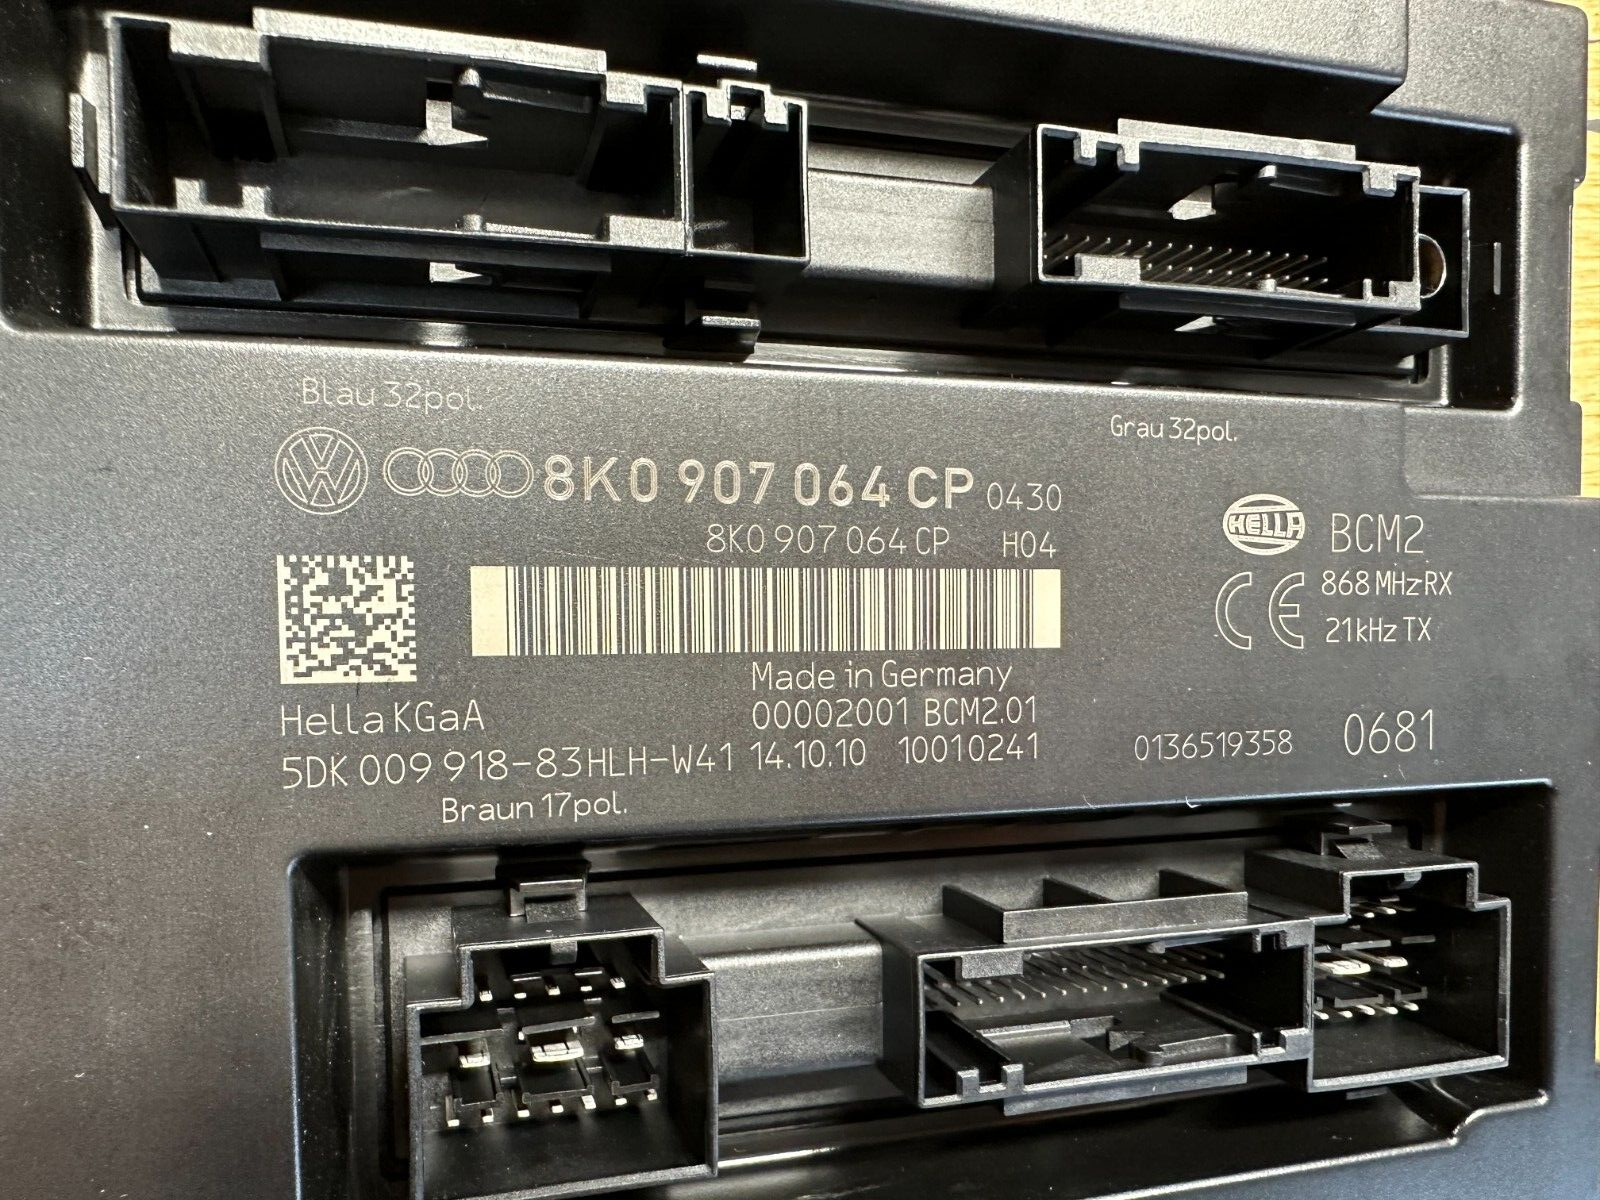 Blau 32pol.
Grau 32pol.
8K0 907 064 CP 0430
8K0 907 064 CP H04
HELLA BCM2
CE 868 MHz RX
21kHz TX
Made in Germany
Hella KGaA
00002001 BCM2.01
5DK 009 918-83HLH-W41 14.10.10 10010241
0136519358 0681
Braun 17pol.